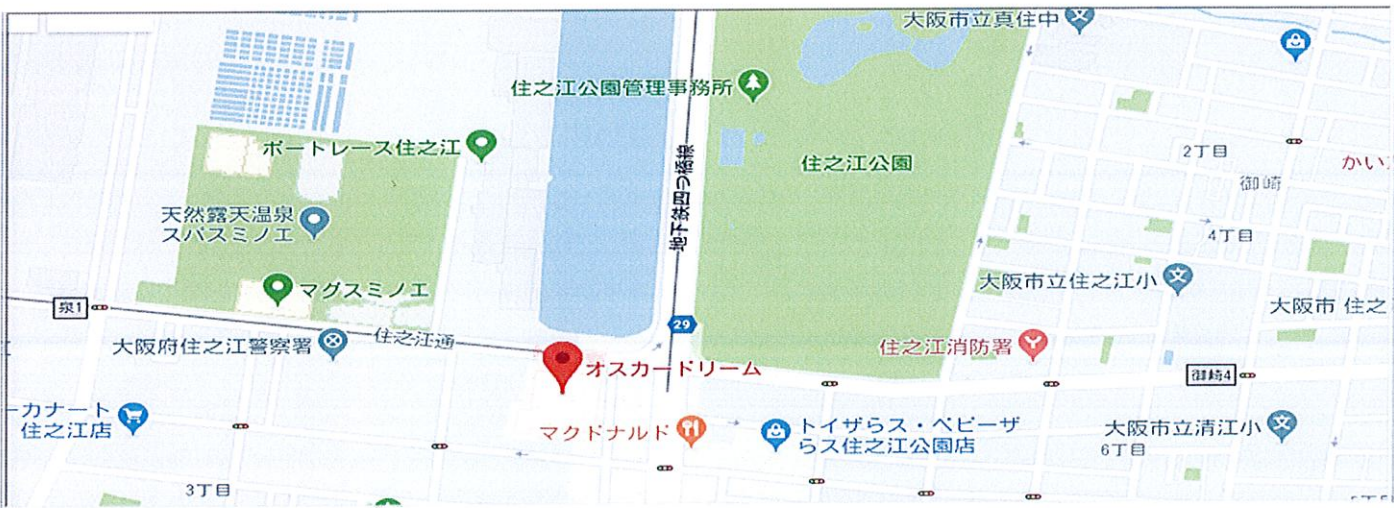 大阪市立真住中
住之江公園管理事務所
ボートレース住之江
住之江公園
2丁目
かい
御崎
地下鉄四つ橋線
天然露天温泉
スパスミノエ
4丁目
マグスミノエ
大阪市立住之江小
泉1
大阪市 住之
29
住之江通
大阪府住之江警察署
住之江消防署
オスカードリーム
御崎4
ーカナート
住之江店
マクドナルド
トイザらス・ベビーザ
らス住之江公園店
大阪市立清江小
6丁目
3丁目